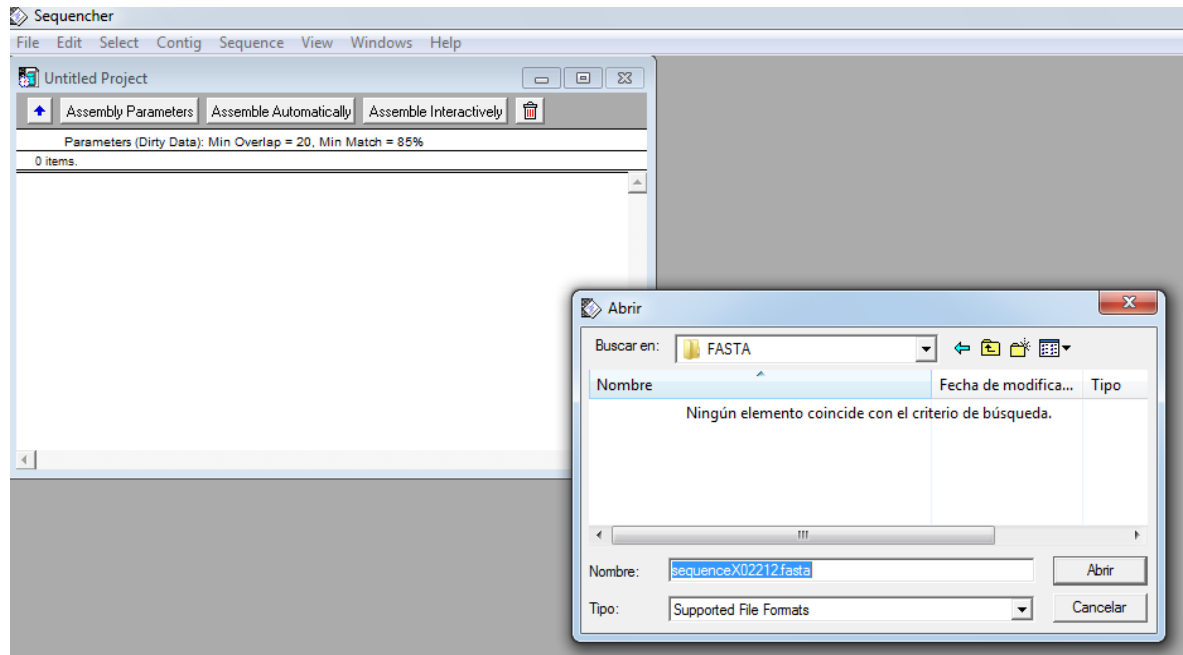 Sequencher
File Edit Select Contig Sequence View Windows Help
Untitled Project
Assembly Parameters Assemble Automatically Assemble Interactively
Parameters (Dirty Data): Min Overlap = 20, Min Match = 85%
0 items.
Abrir
Buscar en: FASTA
Nombre Fecha de modifica... Tipo
Ningún elemento coincide con el criterio de búsqueda.
Nombre: sequenceX02212.fasta Abrir
Tipo: Supported File Formats Cancelar